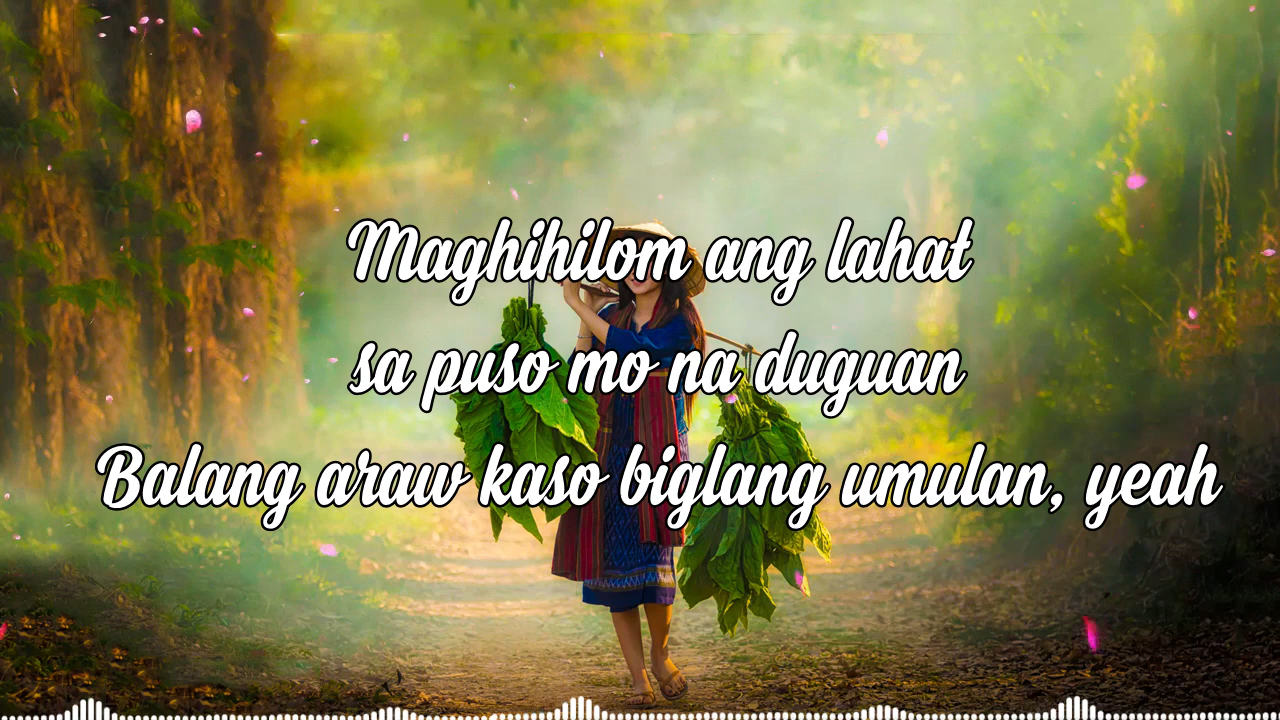 Maghihilom ang lahat
sa puso mo na duguan
Balang araw kaso biglang umulan, yeah